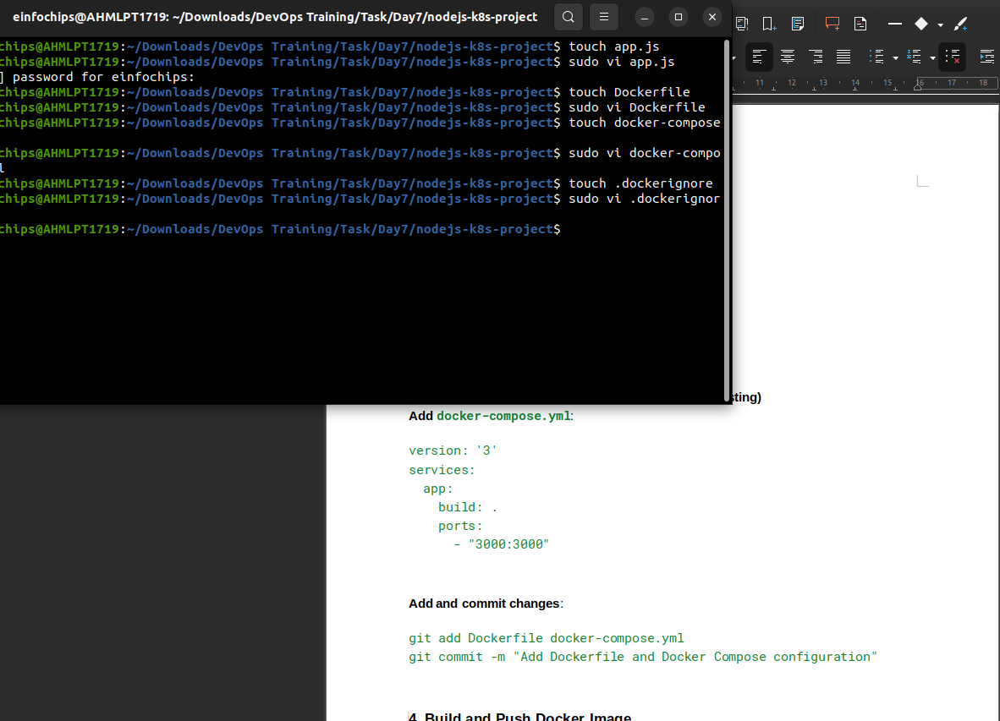 einfochips@AHMLPT1719: ~/Downloads/DevOps Training/Task/Day7/nodejs-k8s-project
chips@AHMLPT1719:~/Downloads/DevOps Training/Task/Day7/nodejs-k8s-project$ touch app.js
chips@AHMLPT1719:~/Downloads/DevOps Training/Task/Day7/nodejs-k8s-project$ sudo vi app.js
] password for einfochips:
chips@AHMLPT1719:~/Downloads/DevOps Training/Task/Day7/nodejs-k8s-project$ touch Dockerfile
chips@AHMLPT1719:~/Downloads/DevOps Training/Task/Day7/nodejs-k8s-project$ sudo vi Dockerfile
chips@AHMLPT1719:~/Downloads/DevOps Training/Task/Day7/nodejs-k8s-project$ touch docker-compose
chips@AHMLPT1719:~/Downloads/DevOps Training/Task/Day7/nodejs-k8s-project$ sudo vi docker-compo
l
chips@AHMLPT1719:~/Downloads/DevOps Training/Task/Day7/nodejs-k8s-project$ touch .dockerignore
chips@AHMLPT1719:~/Downloads/DevOps Training/Task/Day7/nodejs-k8s-project$ sudo vi .dockerignor
chips@AHMLPT1719:~/Downloads/DevOps Training/Task/Day7/nodejs-k8s-project$
11 12 13 14 15 16 17 18
sting)
Add docker-compose.yml:
version: '3'
services:
app:
build: .
ports:
- "3000:3000"
Add and commit changes:
git add Dockerfile docker-compose.yml
git commit -m "Add Dockerfile and Docker Compose configuration"
4. Build and Push Docker Image